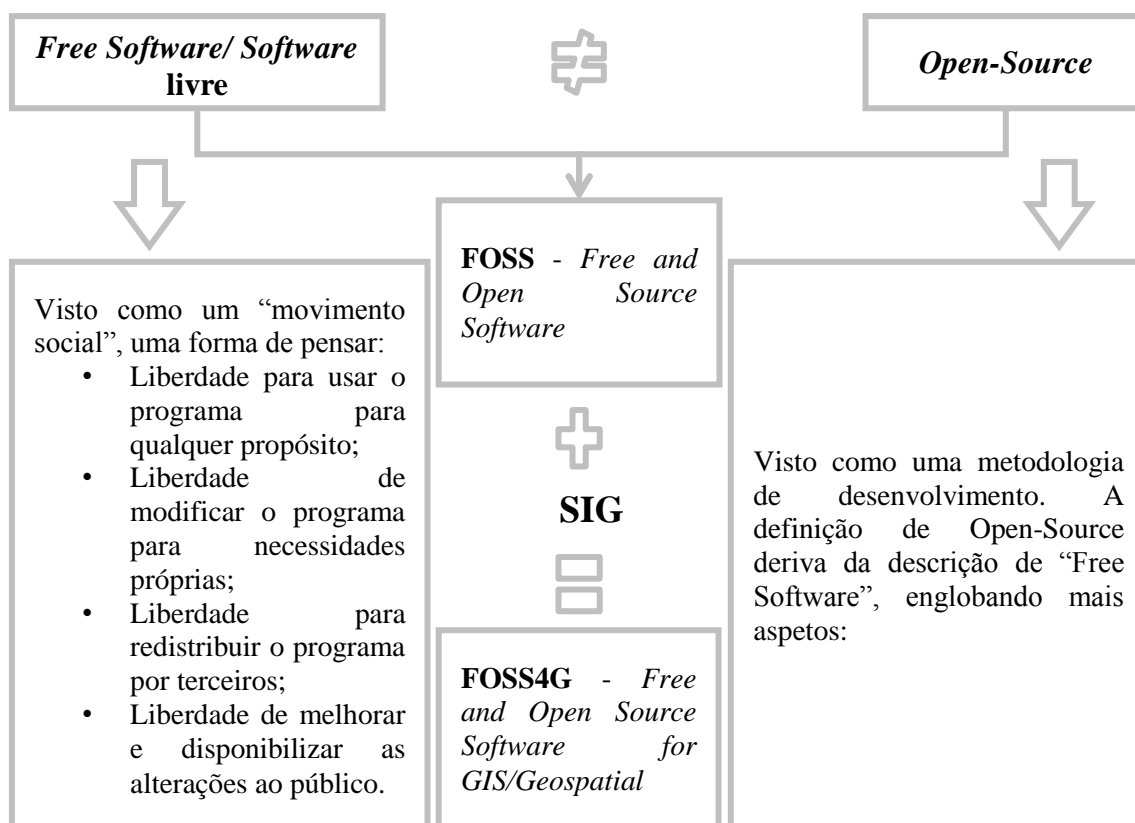 Free Software/ Software
livre
Open-Source
Visto como um “movimento
social”, uma forma de pensar:
• Liberdade para usar o
programa para
qualquer propósito;
• Liberdade de
modificar o programa
para necessidades
próprias;
• Liberdade para
redistribuir o programa
por terceiros;
• Liberdade de melhorar
e disponibilizar as
alterações ao público.
FOSS - Free and
Open Source
Software
SIG
FOSS4G - Free
and Open Source
Software for
GIS/Geospatial
Visto como uma metodologia
de desenvolvimento. A
definição de Open-Source
deriva da descrição de “Free
Software”, englobando mais
aspetos: